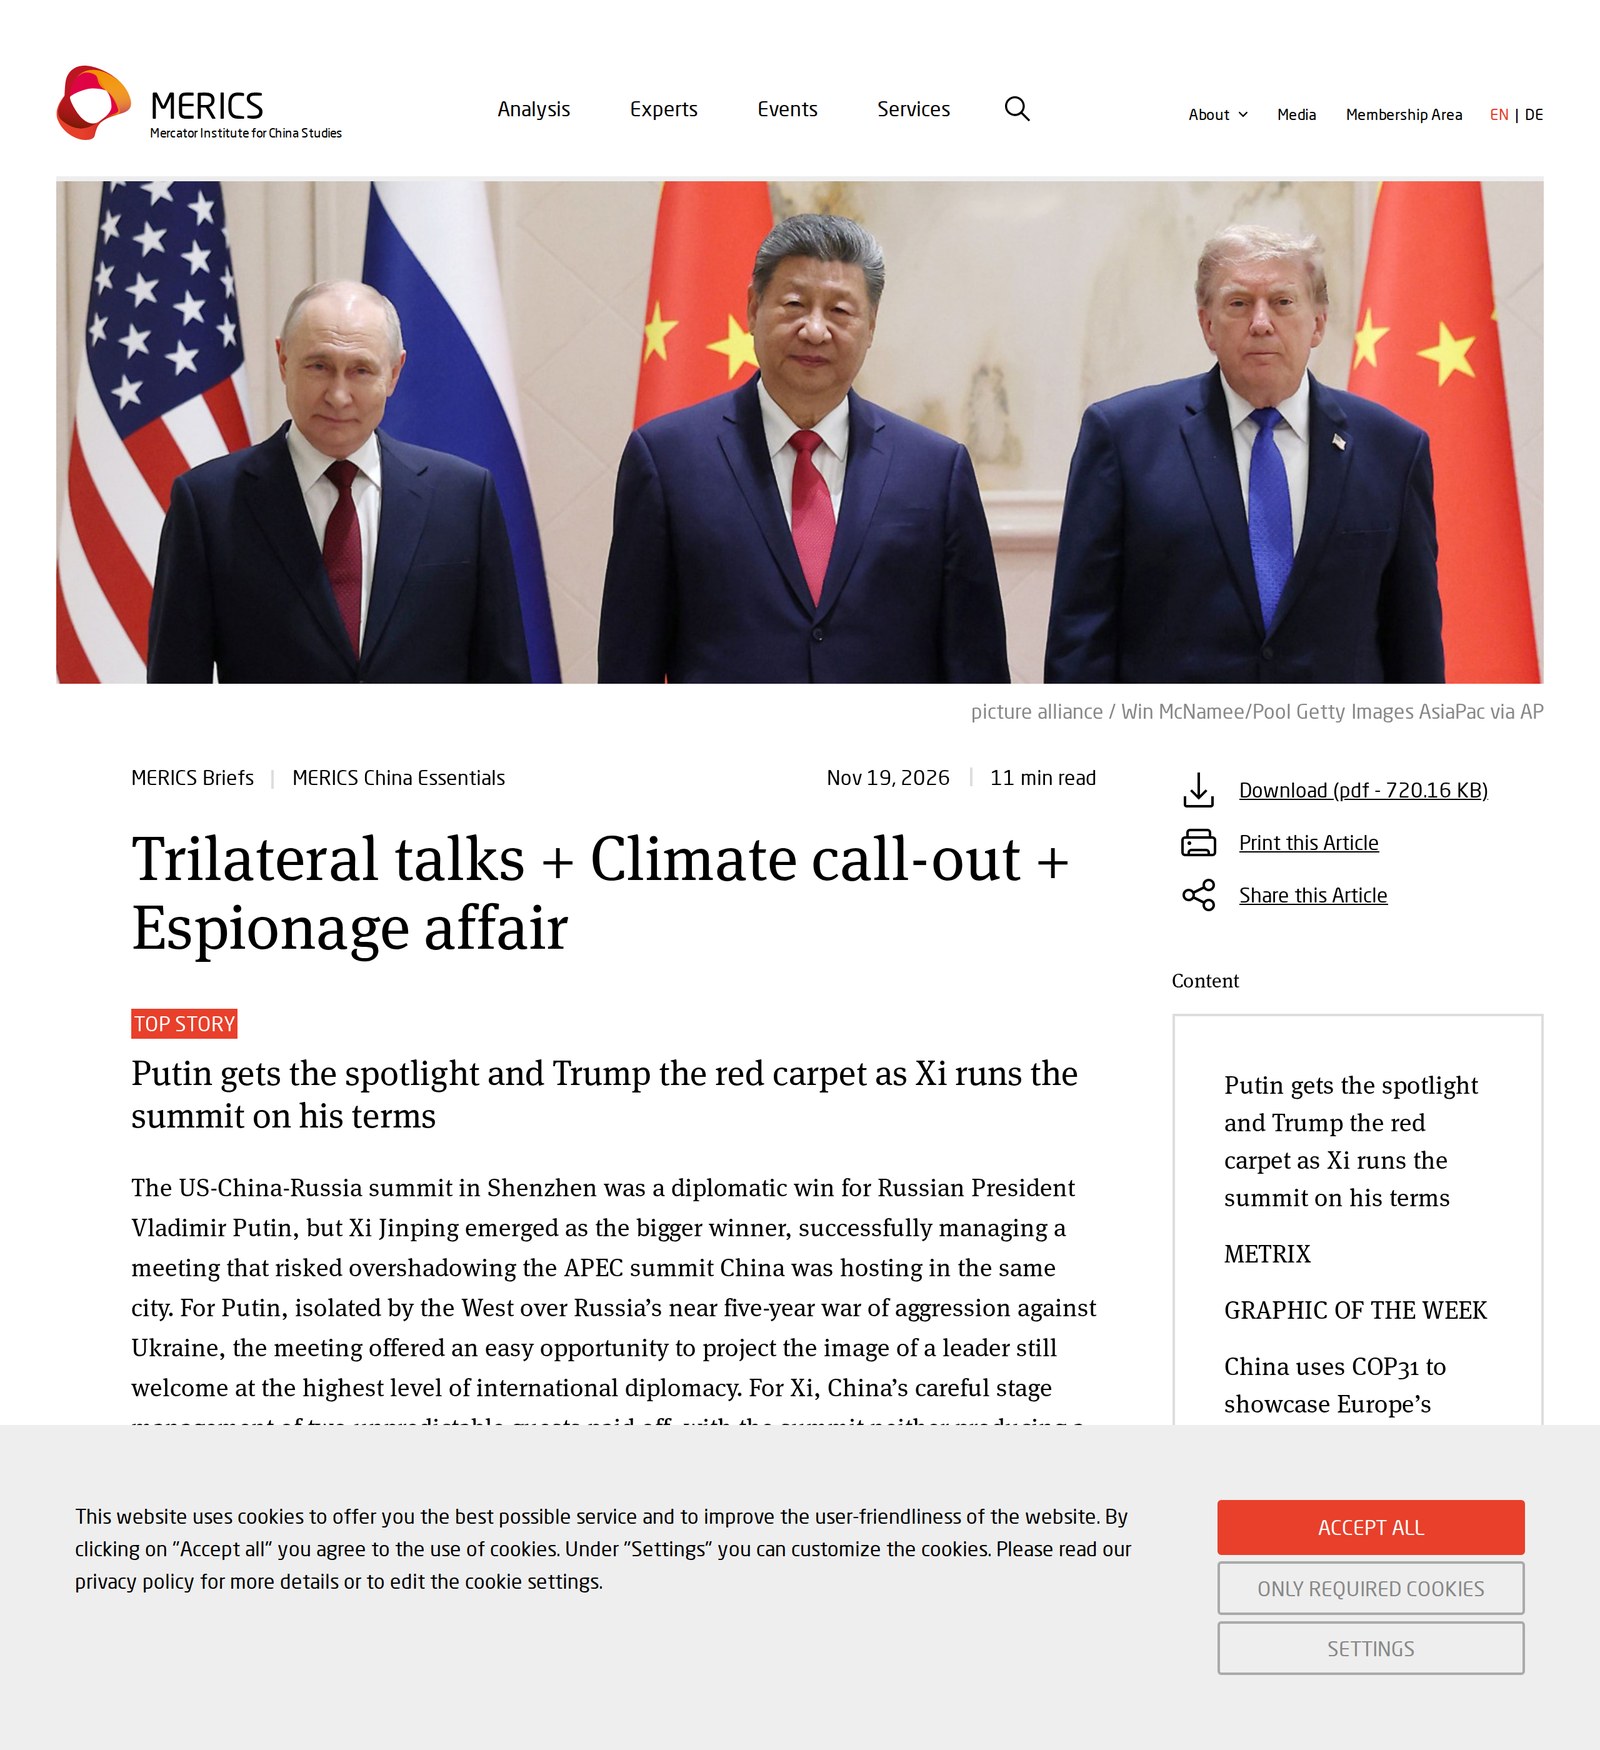 MERICS
Mercator Institute for China Studies
Analysis
Experts
Events
Services
About
Media
Membership Area
EN | DE
picture alliance / Win McNamee/Pool Getty Images AsiaPac via AP
MERICS Briefs | MERICS China Essentials
Nov 19, 2026 | 11 min read
Trilateral talks + Climate call-out +
Espionage affair
TOP STORY
Putin gets the spotlight and Trump the red carpet as Xi runs the
summit on his terms
The US-China-Russia summit in Shenzhen was a diplomatic win for Russian President
Vladimir Putin, but Xi Jinping emerged as the bigger winner, successfully managing a
meeting that risked overshadowing the APEC summit China was hosting in the same
city. For Putin, isolated by the West over Russia’s near five-year war of aggression against
Ukraine, the meeting offered an easy opportunity to project the image of a leader still
welcome at the highest level of international diplomacy. For Xi, China’s careful stage
management of two unpredictable guests paid off, with the summit neither producing a
Download (pdf - 720.16 KB)
Print this Article
Share this Article
Content
Putin gets the spotlight
and Trump the red
carpet as Xi runs the
summit on his terms
METRIX
GRAPHIC OF THE WEEK
China uses COP31 to
showcase Europe’s
This website uses cookies to offer you the best possible service and to improve the user-friendliness of the website. By
clicking on “Accept all“ you agree to the use of cookies. Under “Settings“ you can customize the cookies. Please read our
privacy policy for more details or to edit the cookie settings.
ACCEPT ALL
ONLY REQUIRED COOKIES
SETTINGS